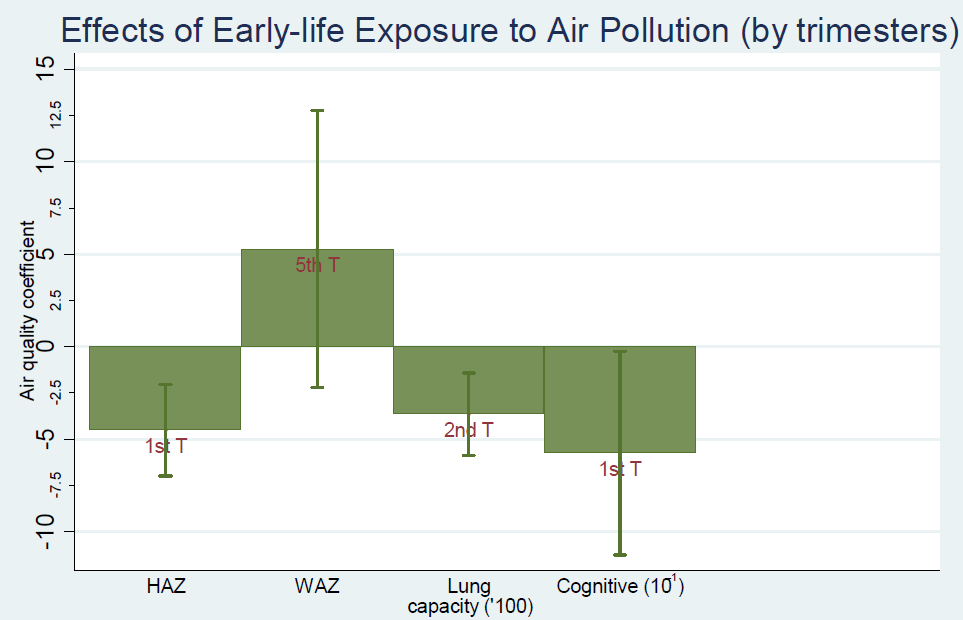 Effects of Early-life Exposure to Air Pollution (by trimesters)
Air quality coefficient
15
12.5
10
7.5
5
2.5
0
-2.5
-5
-7.5
-10
5th T
1st T
2nd T
1st T
HAZ
WAZ
Lung
capacity ('100)
Cognitive (10¹)